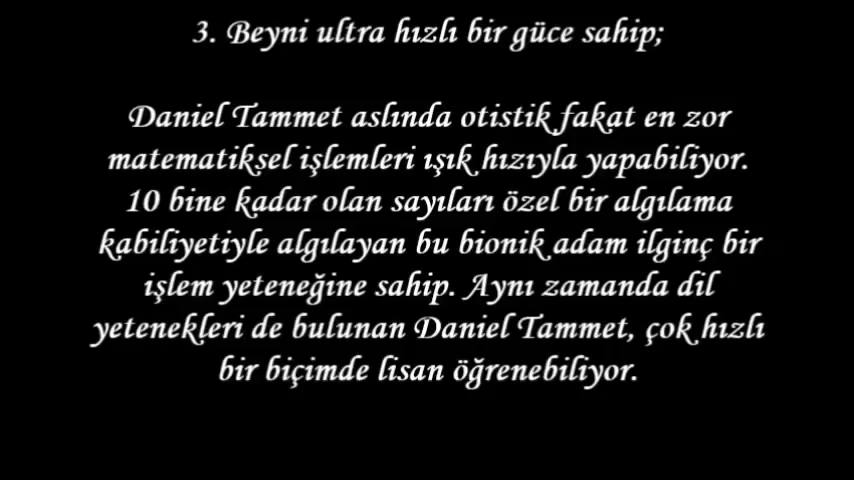 3. Beyni ultra hızlı bir güce sahip;
Daniel Tammet aslında otistik fakat en zor
matematiksel işlemleri ışık hızıyla yapabiliyor.
10 bine kadar olan sayıları özel bir algılama
kabiliyetiyle algılayan bu bionik adam ilginç bir
işlem yeteneğine sahip. Aynı zamanda dil
yetenekleri de bulunan Daniel Tammet, çok hızlı
bir biçimde lisan öğrenebiliyor.